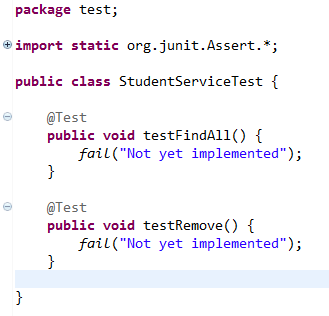 package test;
import static org.junit.Assert.*;
public class StudentServiceTest {
@Test
public void testFindAll() {
fail("Not yet implemented");
}
@Test
public void testRemove() {
fail("Not yet implemented");
}
}